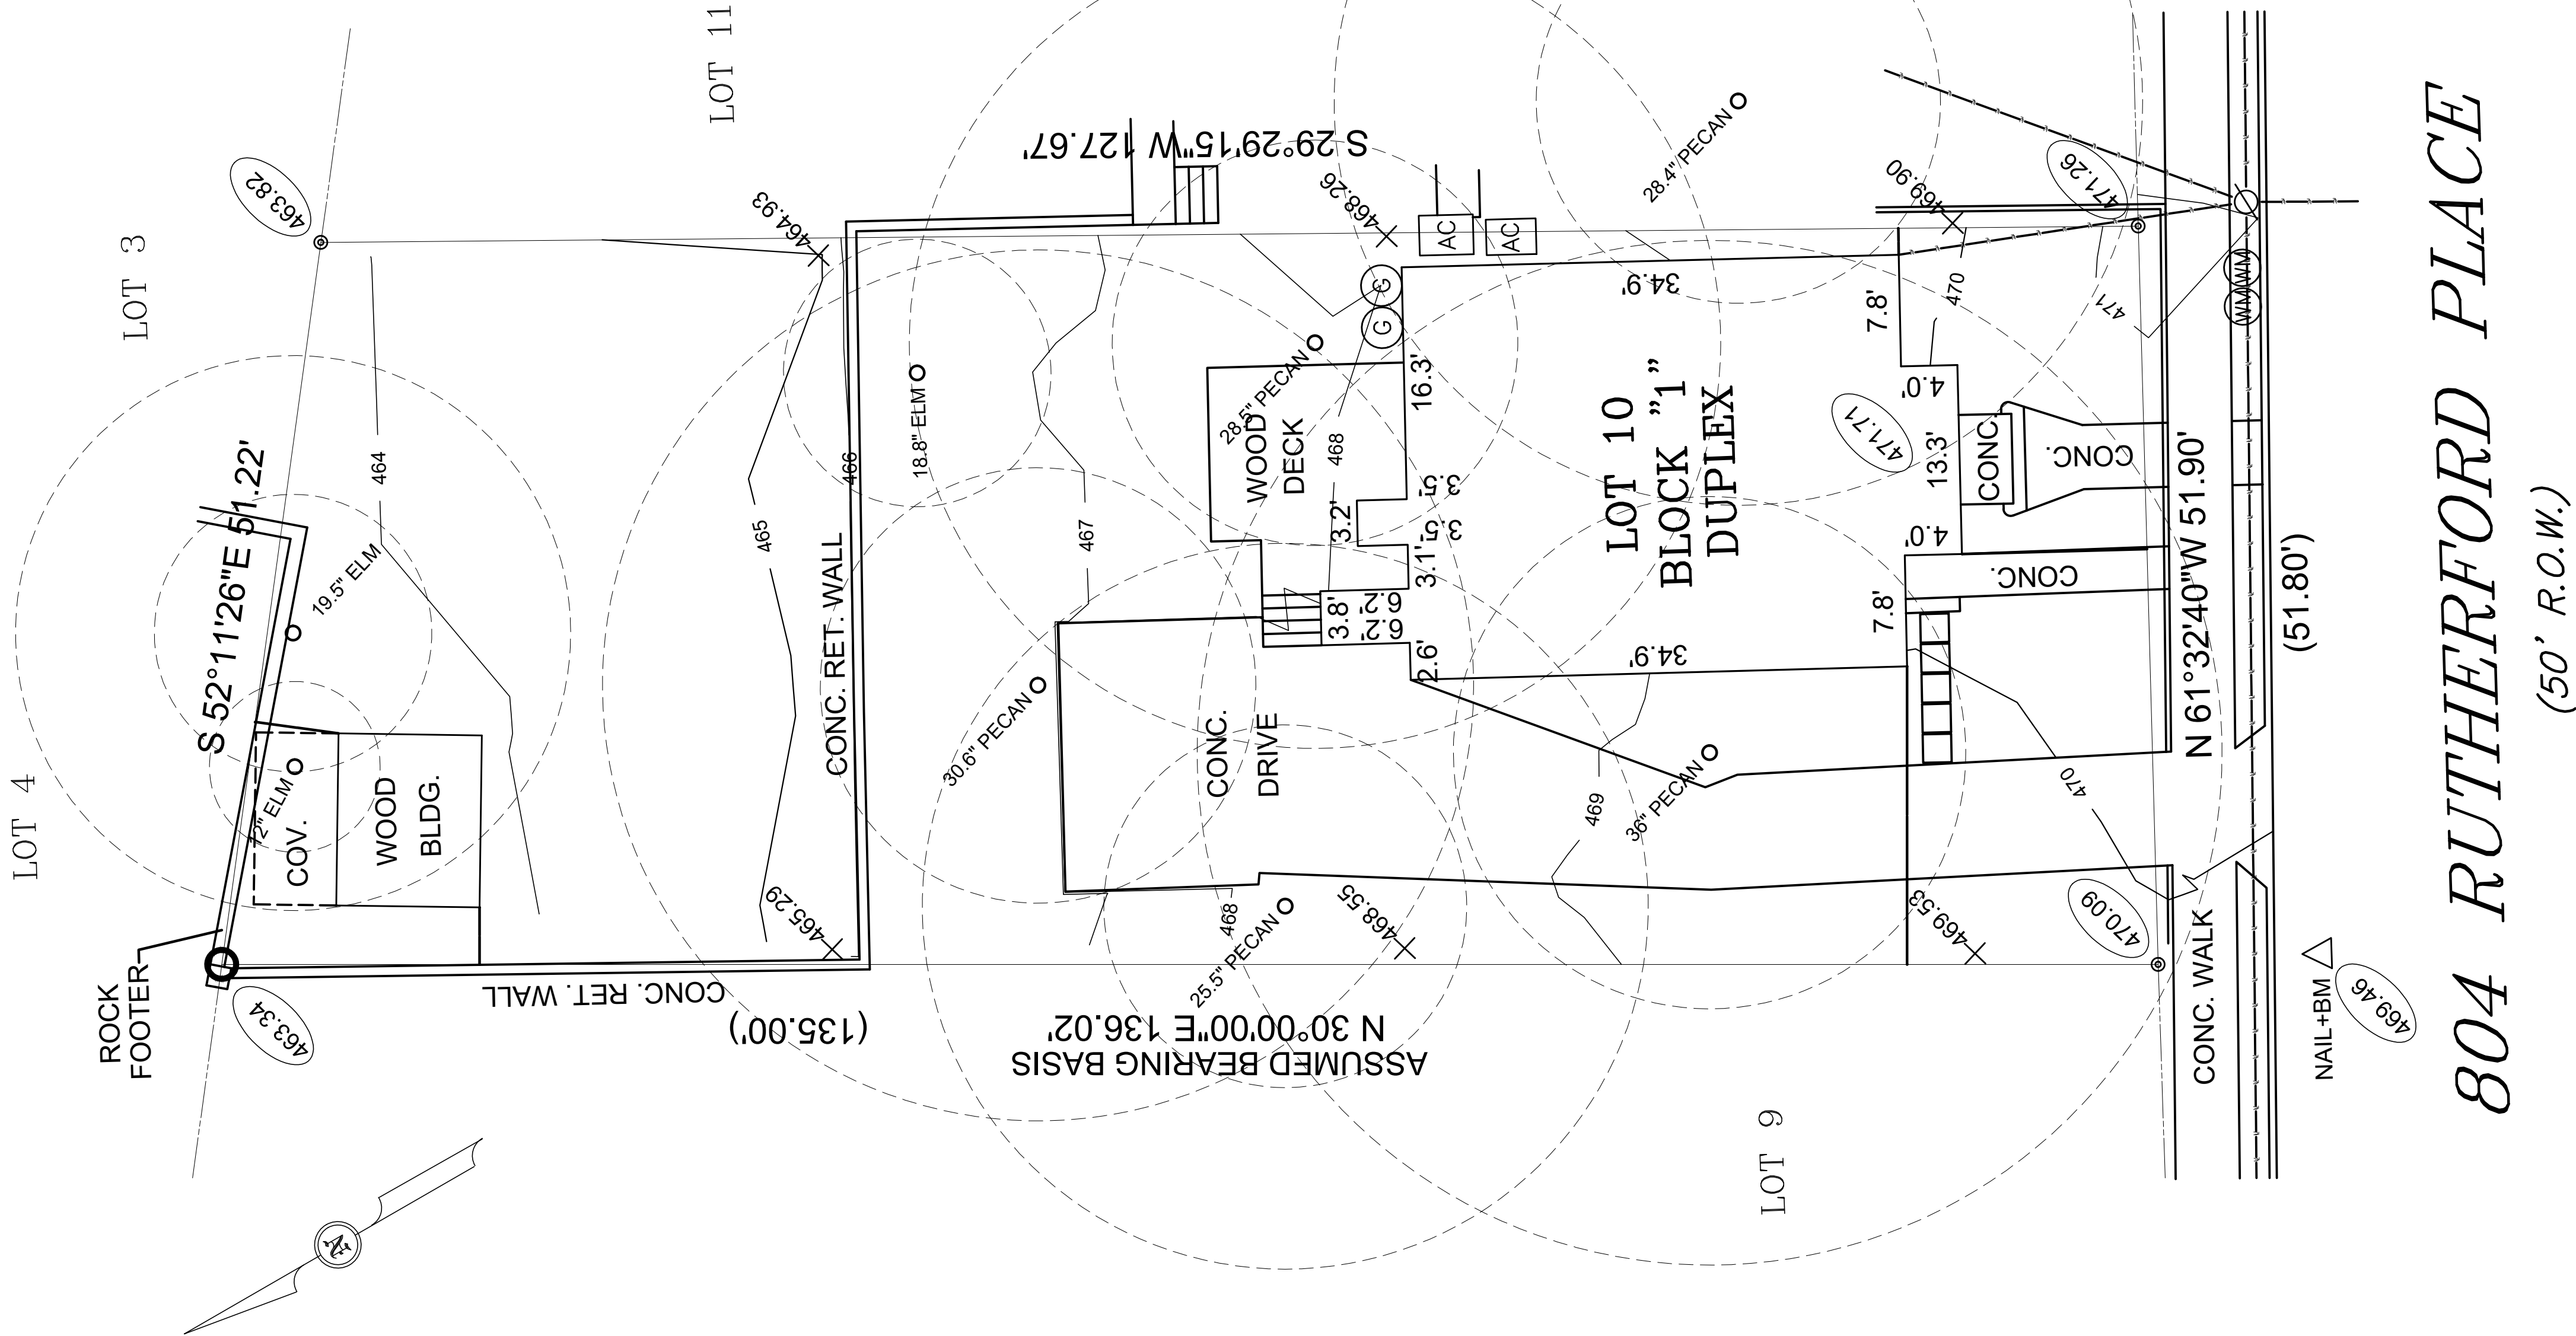 LOT 4
LOT 3
LOT 11
463.82
464.93
S 29°29'15"W 127.67'
468.26
28.4" PECAN
469.90
471.26
S 52°11'26"E 51.22'
464
19.5" ELM
12" ELM
COV.
WOOD
BLDG.
ROCK
FOOTER
463.34
CONC. RET. WALL
465
465.29
466
CONC. RET. WALL
18.8" ELM
467
30.6" PECAN
WOOD
DECK
28.5" PECAN
468
G
G
AC
AC
34.9'
16.3'
3.5'
3.2'
3.5'
3.1'
3.8'
6.2'
6.2'
2.6'
34.9'
LOT 10
BLOCK "1"
DUPLEX
7.8'
470
471
4.0'
471.71
13.3'
CONC.
CONC.
4.0'
CONC.
7.8'
CONC.
DRIVE
468
25.5" PECAN
468.55
469
36" PECAN
470
469.53
470.09
(135.00')
N 30°00'00"E 136.02'
ASSUMED BEARING BASIS
LOT 9
N 61°32'40"W 51.90'
(51.80')
WM
WM
CONC. WALK
NAIL+BM
469.46
804 RUTHERFORD PLACE
(50' R.O.W.)
N